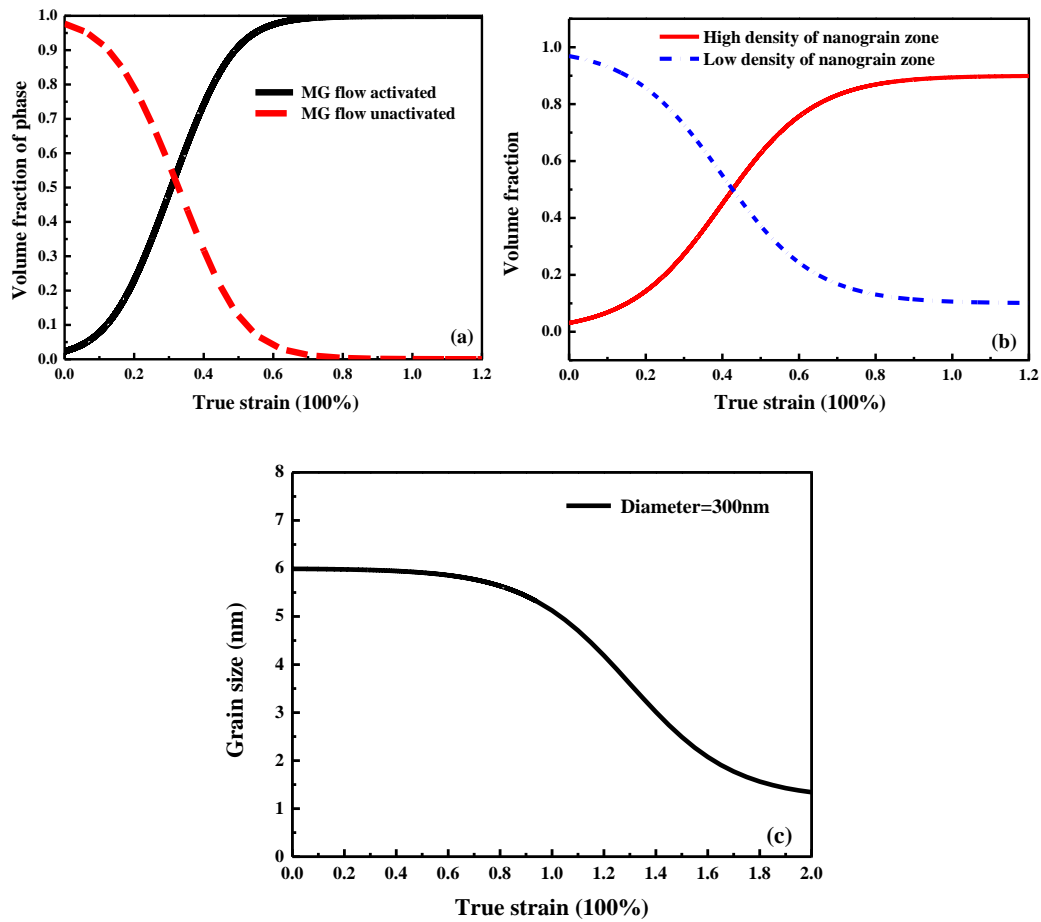 1.0
0.9
0.8
0.7
0.6
0.5
0.4
0.3
0.2
0.1
0.0
Volume fraction of phase
MG flow activated
MG flow unactivated
(a)
0.0 0.2 0.4 0.6 0.8 1.0 1.2
True strain (100%)
1.0
0.8
0.6
0.4
0.2
0.0
Volume fraction
High density of nanograin zone
Low density of nanograin zone
(b)
0.0 0.2 0.4 0.6 0.8 1.0 1.2
True strain (100%)
8
7
6
5
4
3
2
1
0
Grain size (nm)
Diameter=300nm
(c)
0.0 0.2 0.4 0.6 0.8 1.0 1.2 1.4 1.6 1.8 2.0
True strain (100%)